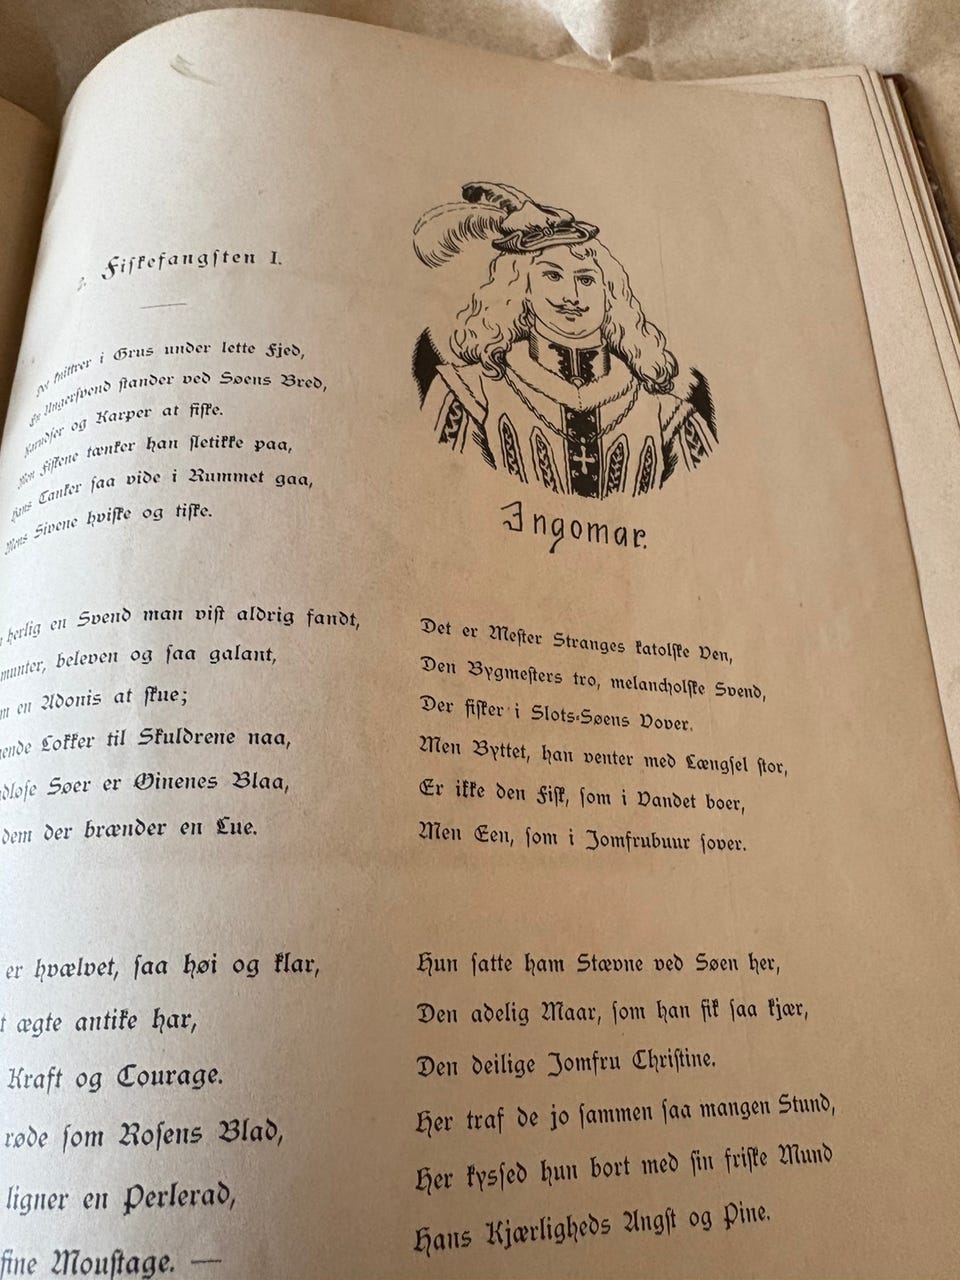 2. Fiskefangsten I.
Det knittrer i Grus under lette Fjed,
En Ungersvend stander ved Søens Bred,
Karudser og Karper at fiske.
Men Fiskene tænker han sletikke paa,
Hans Tanker saa vide i Rummet gaa,
Mens Sivene hviske og tiske.
herlig en Svend man vist aldrig fandt,
munter, beleven og saa galant,
en Adonis at skue;
Lokker til Skuldrene naa,
Søer er Øinenes Blaa,
dem der brænder en Lue.
er hvælvet, saa høi og klar,
ægte antike har,
Kraft og Courage.
røde som Rosens Blad,
ligner en Perlerad,
fine Moustage. —
Ingomar.
Det er Mester Stranges katolske Ven,
Den Bygmesters tro, melancholske Svend,
Der fisker i Slots-Søens Vover.
Men Byttet, han venter med Længsel stor,
Er ikke den Fisk, som i Vandet boer,
Men Een, som i Jomfrubuur sover.
Hun satte ham Stævne ved Søen her,
Den adelig Maar, som han fik saa kjær,
Den deilige Jomfru Christine.
Her traf de jo sammen saa mangen Stund,
Her kyssed hun bort med sin friske Mund
Hans Kjærligheds Angst og Pine.